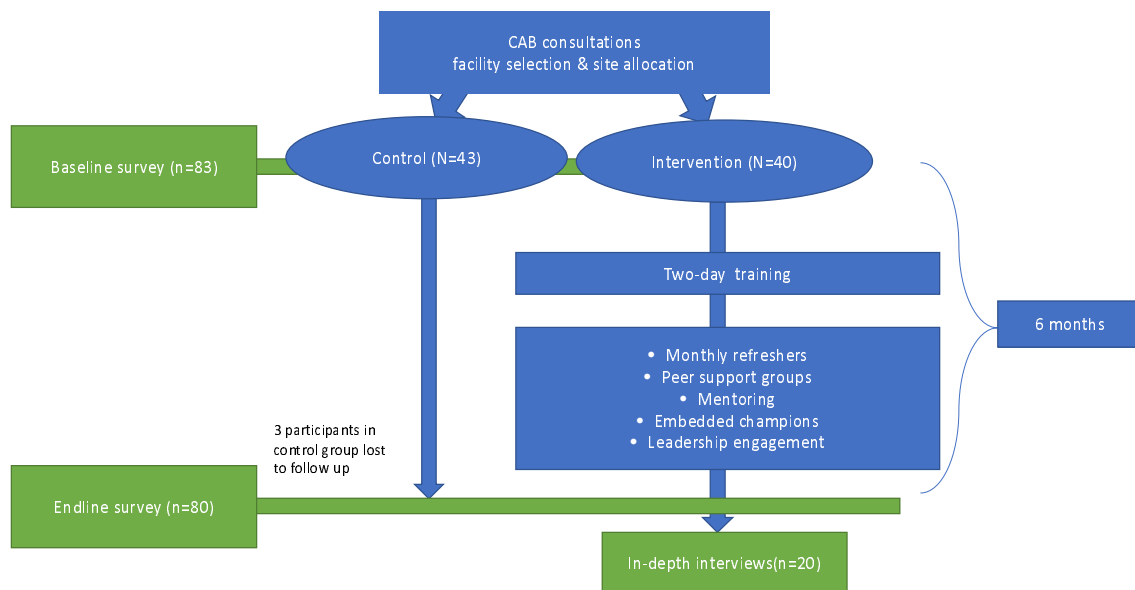 CAB consultations
facility selection & site allocation
Baseline survey (n=83)
Control (N=43)
Intervention (N=40)
Two-day training
6 months
• Monthly refreshers
• Peer support groups
• Mentoring
• Embedded champions
• Leadership engagement
3 participants in
control group lost
to follow up
Endline survey (n=80)
In-depth interviews(n=20)